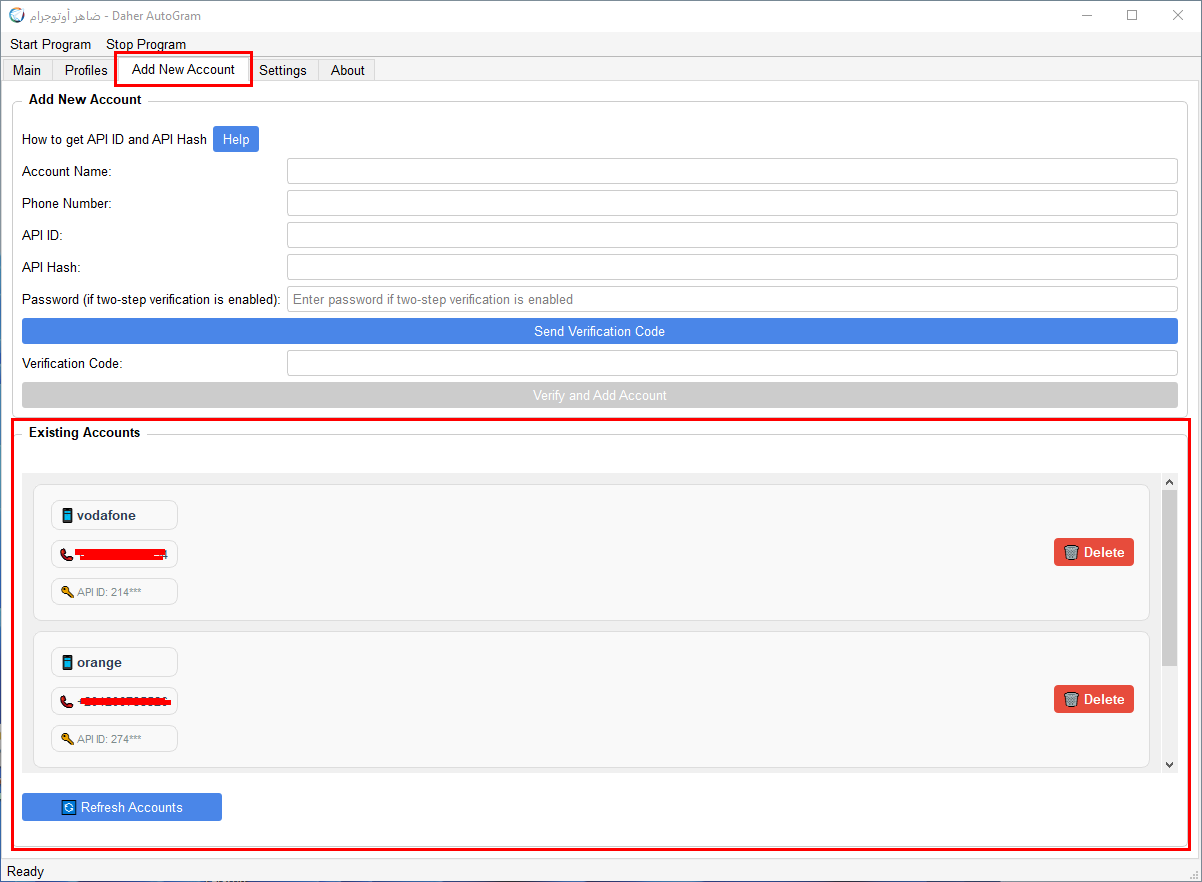 ضاهر أوتوجرام - Daher AutoGram
Start Program Stop Program
Main Profiles Add New Account Settings About
Add New Account
How to get API ID and API Hash Help
Account Name:
Phone Number:
API ID:
API Hash:
Password (if two-step verification is enabled): Enter password if two-step verification is enabled
Send Verification Code
Verification Code:
Verify and Add Account
Existing Accounts
vodafone
Delete
API ID: 214***
orange
Delete
API ID: 274***
Refresh Accounts
Ready